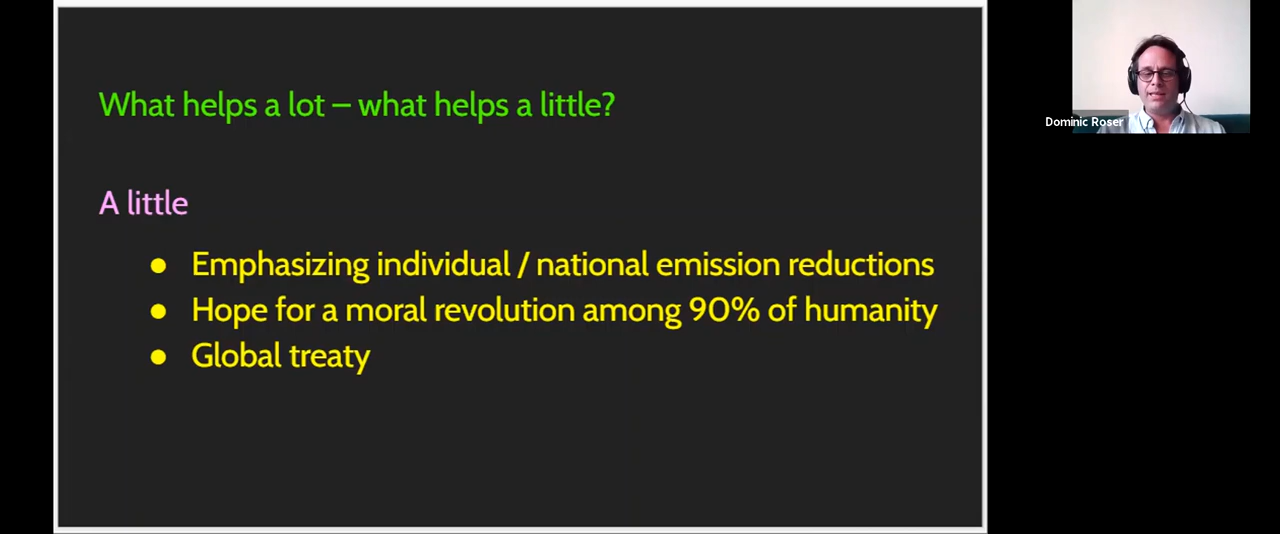 What helps a lot – what helps a little?
A little
● Emphasizing individual / national emission reductions
● Hope for a moral revolution among 90% of humanity
● Global treaty
Dominic Roser